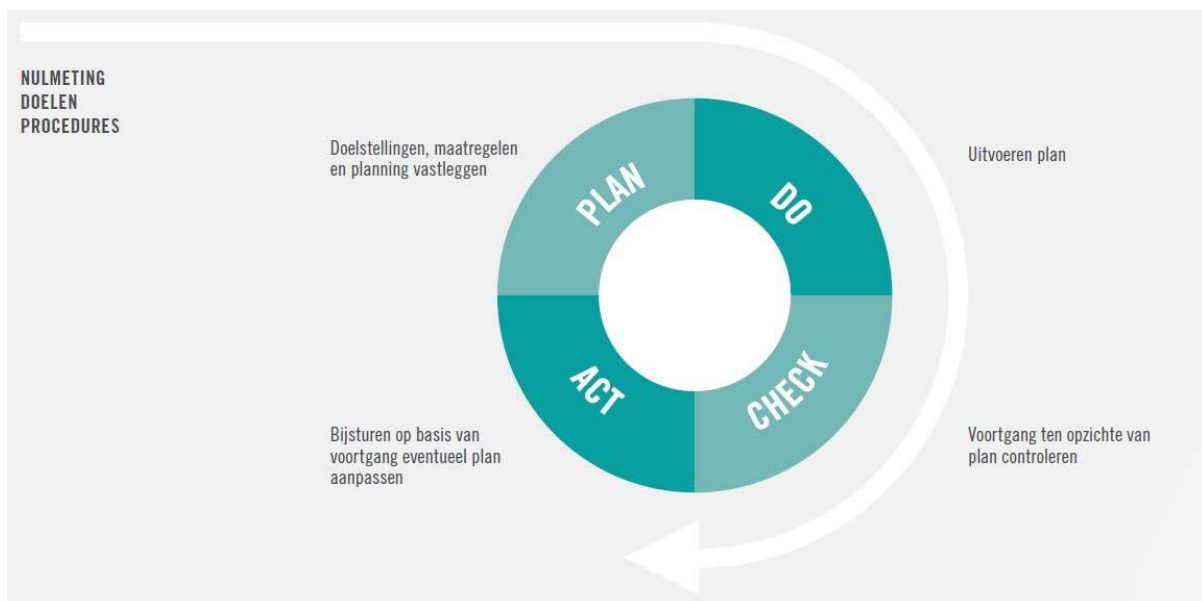 NULMETING
DOELEN
PROCEDURES
Doelstellingen, maatregelen
en planning vastleggen
PLAN
DO
Uitvoeren plan
Bijsturen op basis van
voortgang eventueel plan
aanpassen
ACT
CHECK
Voortgang ten opzichte van
plan controleren